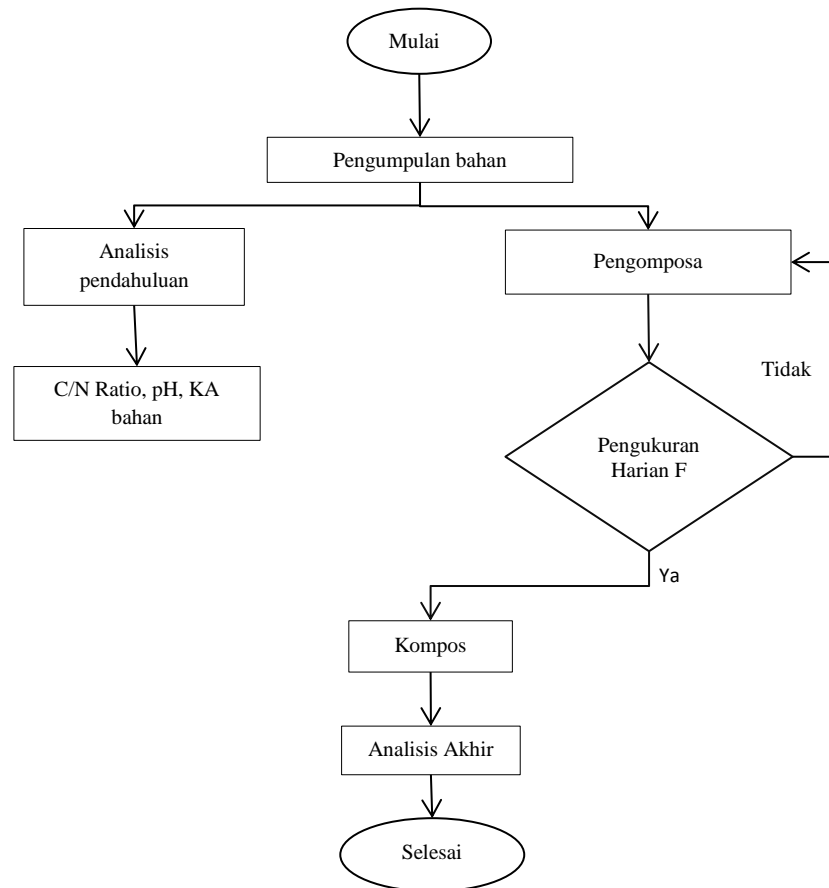 Mulai
Pengumpulan bahan
Analisis
pendahuluan
Pengomposa
C/N Ratio, pH, KA
bahan
Tidak
Pengukuran
Harian F
Ya
Kompos
Analisis Akhir
Selesai